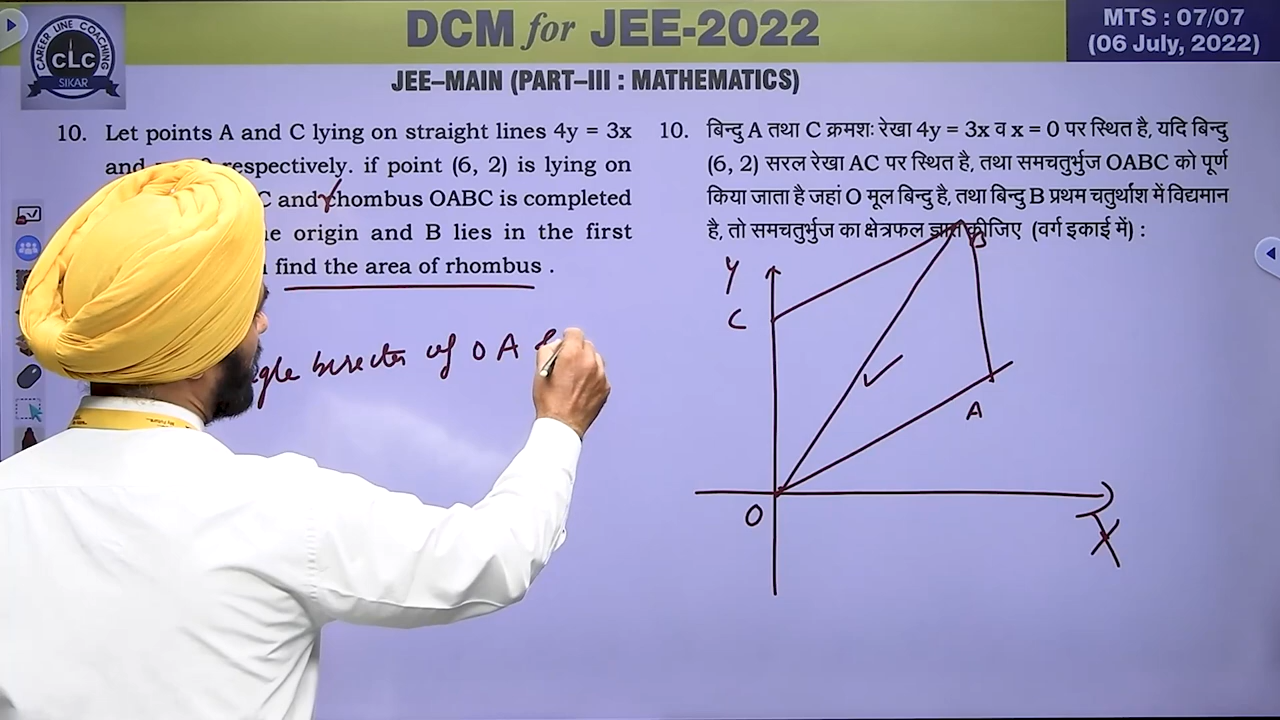 DCM for JEE-2022
MTS : 07/07
(06 July, 2022)
CAREER LINE COACHING
CLC
SIKAR
JEE–MAIN (PART–III : MATHEMATICS)
10. Let points A and C lying on straight lines 4y = 3x
respectively. if point (6, 2) is lying on
C and rhombus OABC is completed
origin and B lies in the first
find the area of rhombus .
10. बिन्दु A तथा C क्रमशः रेखा 4y = 3x व x = 0 पर स्थित है, यदि बिन्दु
(6, 2) सरल रेखा AC पर स्थित है, तथा समचतुर्भुज OABC को पूर्ण
किया जाता है जहां O मूल बिन्दु है, तथा बिन्दु B प्रथम चतुर्थांश में विद्यमान
है, तो समचतुर्भुज का क्षेत्रफल ज्ञात कीजिए (वर्ग इकाई में) :
of OA
Y
C
B
A
O
X